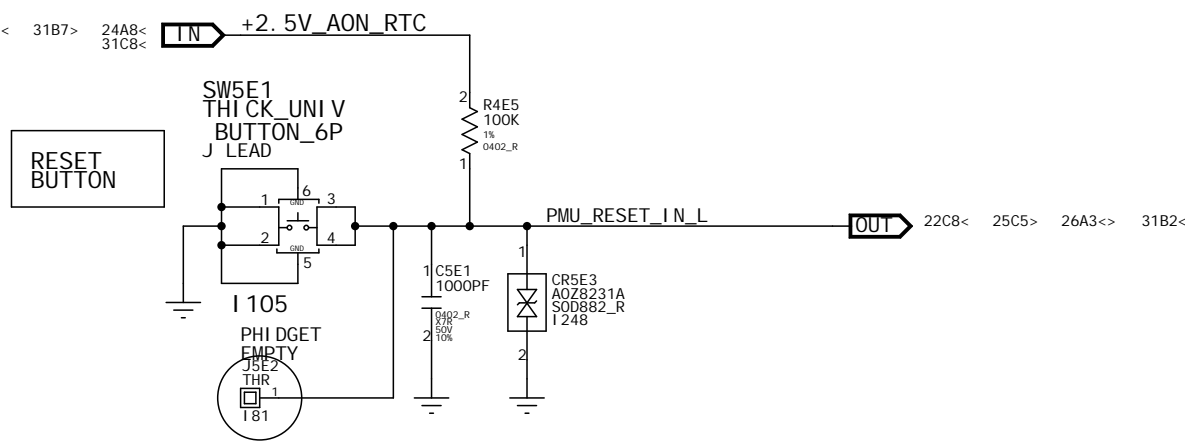 < 31B7> 24A8<
31C8<
IN
+2.5V_AON_RTC
SW5E1
THICK_UNIV
BUTTON_6P
J LEAD
RESET
BUTTON
2
R4E5
100K
1%
0402_R
1
1
6
GND
3
2
GND
4
5
I105
PMU_RESET_IN_L
OUT
22C8< 25C5> 26A3<> 31B2<
1
C5E1
1000PF
0402_R
X7R
50V
10%
2
1
CR5E3
AOZ8231A
SOD882_R
I248
2
PHIDGET
EMPTY
J5E2
THR
1
I81